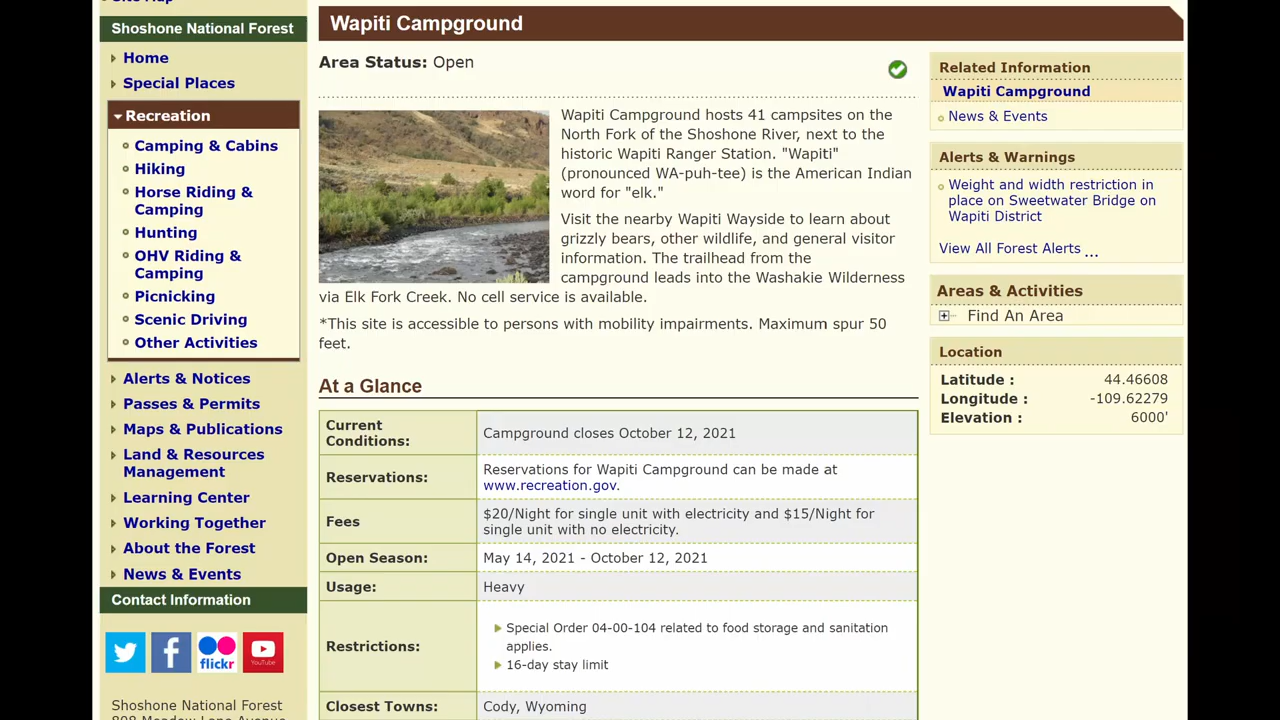 Site Map
Shoshone National Forest
Home
Special Places
Recreation
Camping & Cabins
Hiking
Horse Riding &
Camping
Hunting
OHV Riding &
Camping
Picnicking
Scenic Driving
Other Activities
Alerts & Notices
Passes & Permits
Maps & Publications
Land & Resources
Management
Learning Center
Working Together
About the Forest
News & Events
Contact Information
flickr
YouTube
Shoshone National Forest
808 Meadow Lane Avenue
Wapiti Campground
Area Status: Open
Wapiti Campground hosts 41 campsites on the
North Fork of the Shoshone River, next to the
historic Wapiti Ranger Station. "Wapiti"
(pronounced WA-puh-tee) is the American Indian
word for "elk."
Visit the nearby Wapiti Wayside to learn about
grizzly bears, other wildlife, and general visitor
information. The trailhead from the
campground leads into the Washakie Wilderness
via Elk Fork Creek. No cell service is available.
*This site is accessible to persons with mobility impairments. Maximum spur 50
feet.
At a Glance
Current
Conditions:
Campground closes October 12, 2021
Reservations:
Reservations for Wapiti Campground can be made at
www.recreation.gov.
Fees
$20/Night for single unit with electricity and $15/Night for
single unit with no electricity.
Open Season:
May 14, 2021 - October 12, 2021
Usage:
Heavy
Restrictions:
Special Order 04-00-104 related to food storage and sanitation
applies.
16-day stay limit
Closest Towns:
Cody, Wyoming
Related Information
Wapiti Campground
News & Events
Alerts & Warnings
Weight and width restriction in
place on Sweetwater Bridge on
Wapiti District
View All Forest Alerts ...
Areas & Activities
Find An Area
Location
Latitude : 44.46608
Longitude : -109.62279
Elevation : 6000'